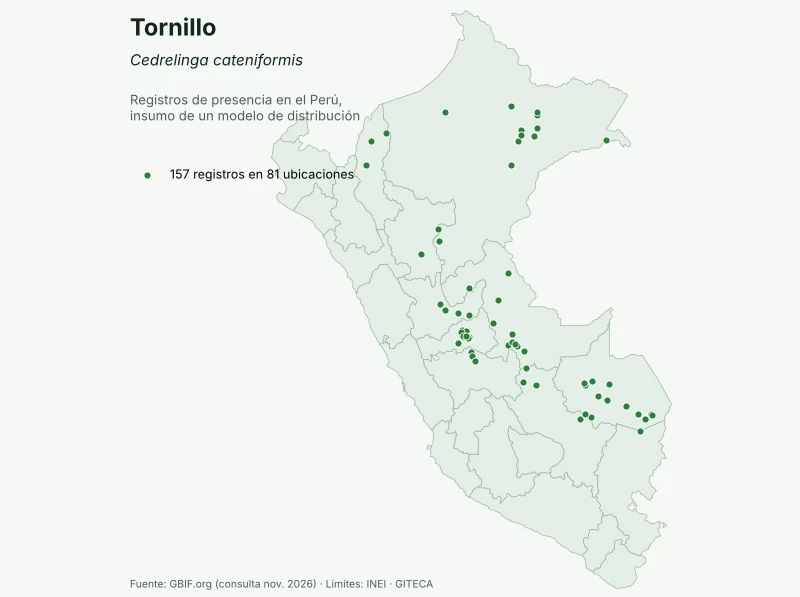 Tornillo
Cedrelinga cateniformis
Registros de presencia en el Perú,
insumo de un modelo de distribución
157 registros en 81 ubicaciones
Fuente: GBIF.org (consulta nov. 2026) · Límites: INEI · GITECA